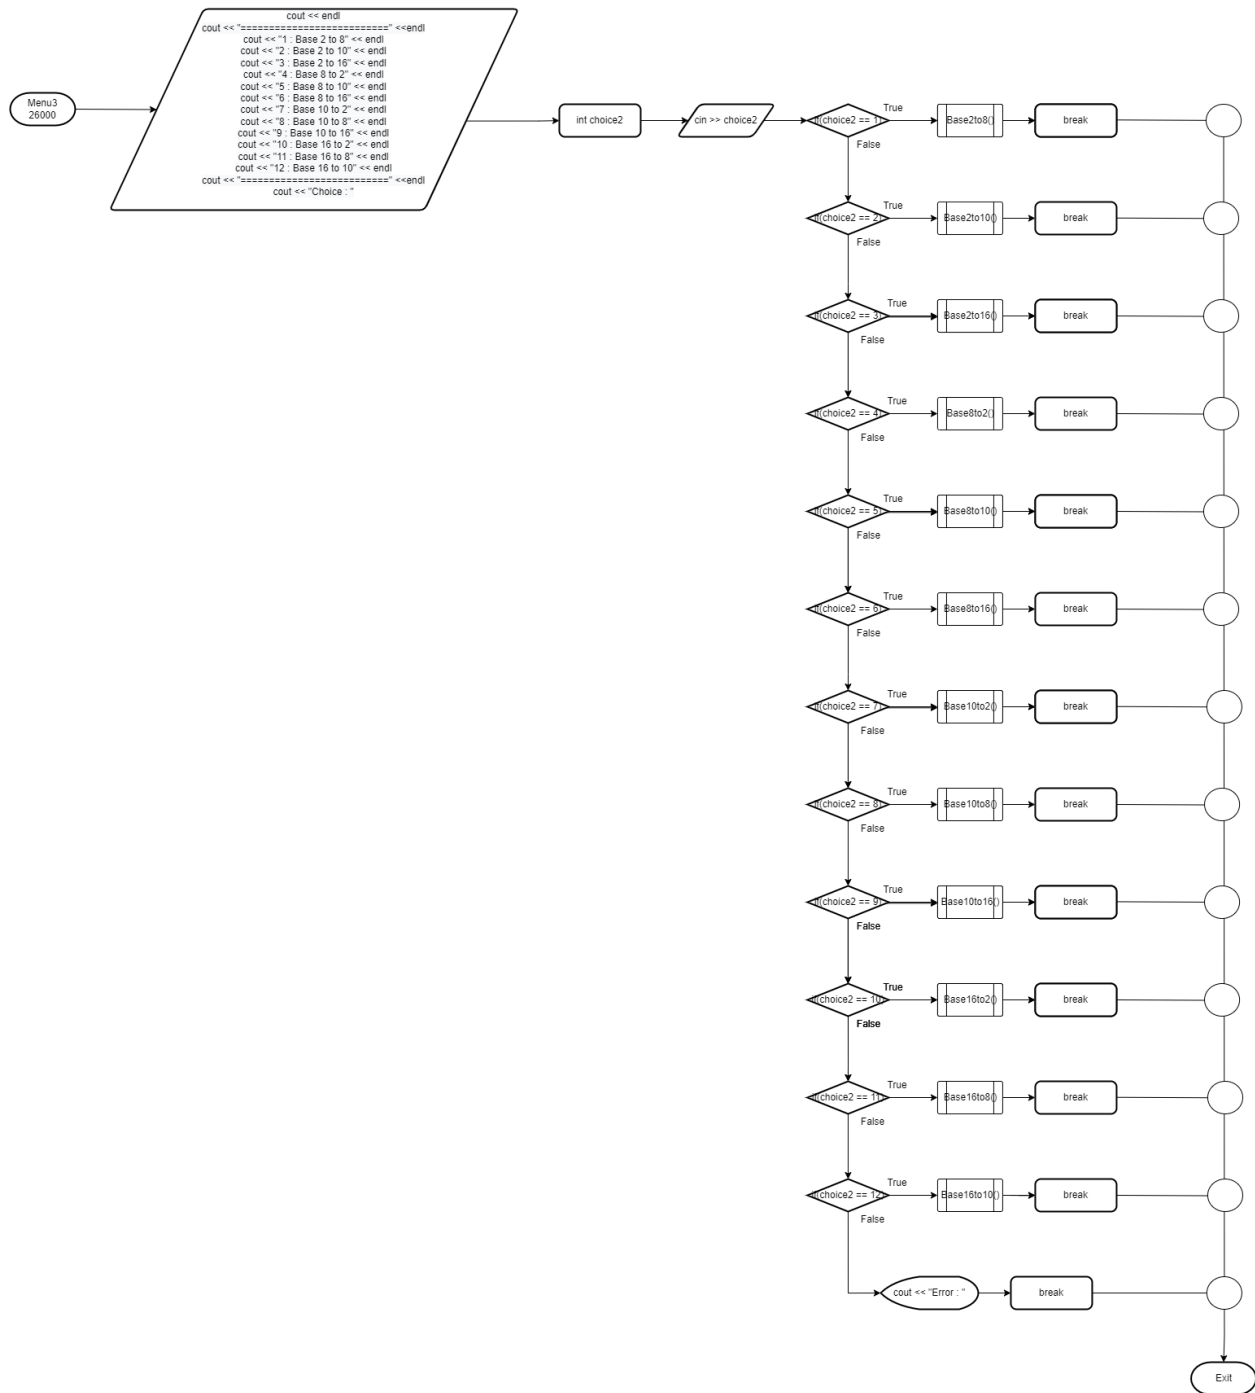 Menu3
26000
cout << endl
cout << "==========================" <<endl
cout << "1 : Base 2 to 8" << endl
cout << "2 : Base 2 to 10" << endl
cout << "3 : Base 2 to 16" << endl
cout << "4 : Base 8 to 2" << endl
cout << "5 : Base 8 to 10" << endl
cout << "6 : Base 8 to 16" << endl
cout << "7 : Base 10 to 2" << endl
cout << "8 : Base 10 to 8" << endl
cout << "9 : Base 10 to 16" << endl
cout << "10 : Base 16 to 2" << endl
cout << "11 : Base 16 to 8" << endl
cout << "12 : Base 16 to 10" << endl
cout << "==========================" <<endl
cout << "Choice : "
int choice2
cin >> choice2
if(choice2 == 1)
True
False
Base2to8()
break
if(choice2 == 2)
True
False
Base2to10()
break
if(choice2 == 3)
True
False
Base2to16()
break
if(choice2 == 4)
True
False
Base8to2()
break
if(choice2 == 5)
True
False
Base8to10()
break
if(choice2 == 6)
True
False
Base8to16()
break
if(choice2 == 7)
True
False
Base10to2()
break
if(choice2 == 8)
True
False
Base10to8()
break
if(choice2 == 9)
True
False
Base10to16()
break
if(choice2 == 10)
True
False
Base16to2()
break
if(choice2 == 11)
True
False
Base16to8()
break
if(choice2 == 12)
True
False
Base16to10()
break
cout << "Error : "
break
Exit